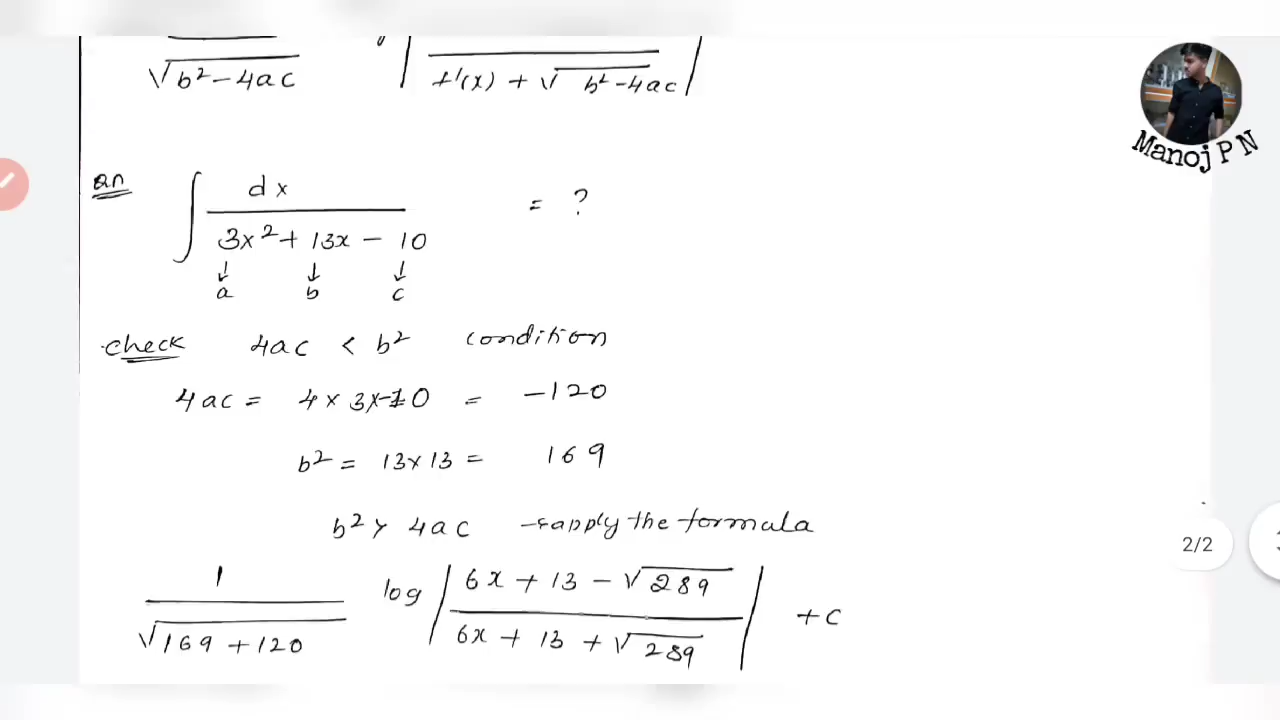 √b²-4ac
f'(x) + √b²-4ac
Manoj P N
Qn
∫ dx / 3x²+ 13x - 10 = ?
↓ ↓ ↓
a b c
check 4ac < b² condition
4ac = 4 × 3×-10 = -120
b² = 13×13 = 169
b² > 4ac → apply the formula
2/2
1 / √169 +120 log | 6x + 13 - √289 / 6x + 13 + √289 | + c